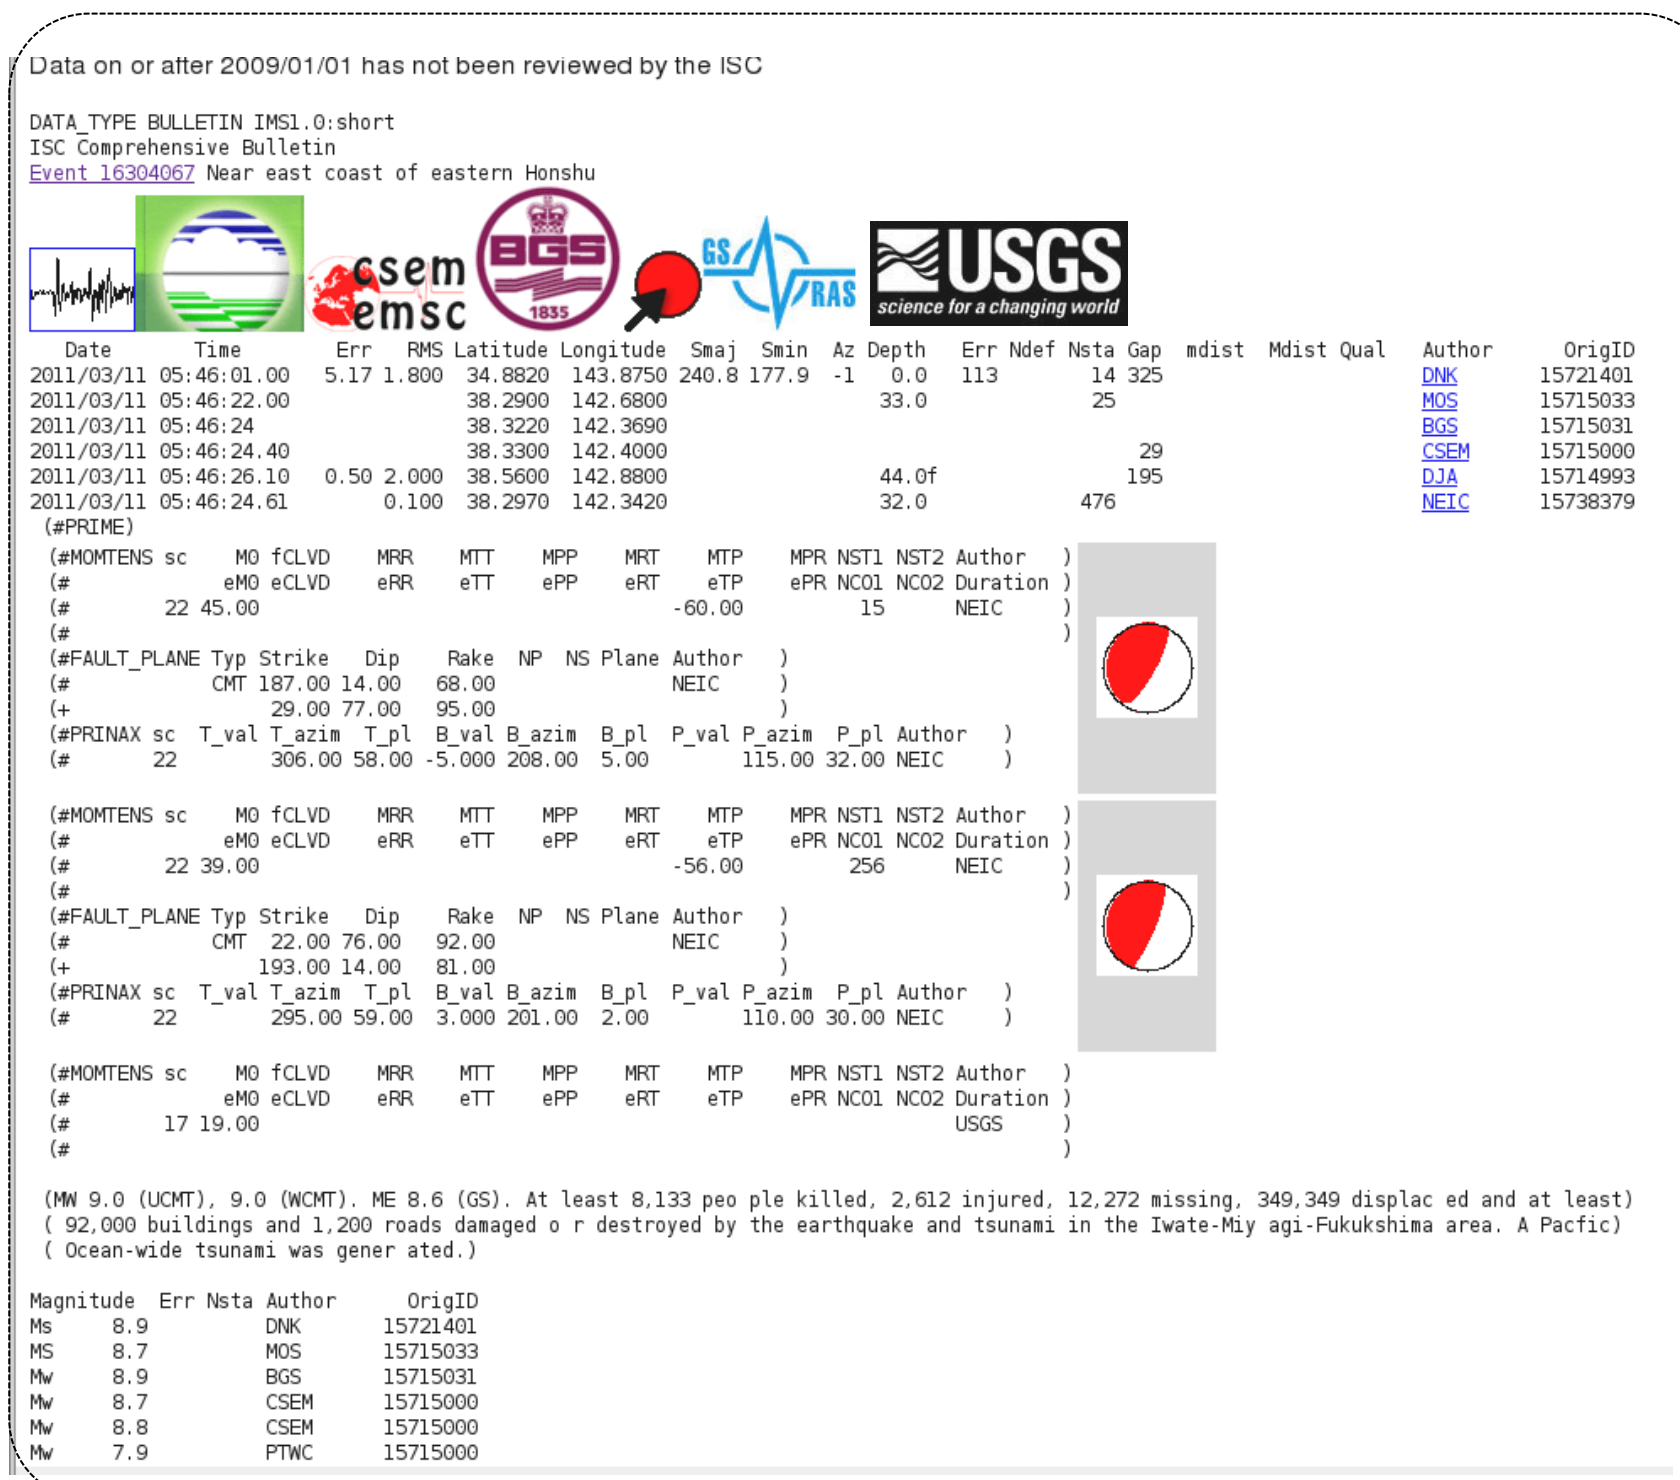 Data on or after 2009/01/01 has not been reviewed by the ISC
DATA_TYPE BULLETIN IMS1.0:short
ISC Comprehensive Bulletin
Event 16304067 Near east coast of eastern Honshu
csem
emsc
BGS
1835
GS
RAS
USGS
science for a changing world
Date Time Err RMS Latitude Longitude Smaj Smin Az Depth Err Ndef Nsta Gap mdist Mdist Qual Author OrigID
2011/03/11 05:46:01.00 5.17 1.800 34.8820 143.8750 240.8 177.9 -1 0.0 113 14 325 DNK 15721401
2011/03/11 05:46:22.00 38.2900 142.6800 33.0 25 MOS 15715033
2011/03/11 05:46:24 38.3220 142.3690 BGS 15715031
2011/03/11 05:46:24.40 38.3300 142.4000 29 CSEM 15715000
2011/03/11 05:46:26.10 0.50 2.000 38.5600 142.8800 44.0f 195 DJA 15714993
2011/03/11 05:46:24.61 0.100 38.2970 142.3420 32.0 476 NEIC 15738379
(#PRIME)
(#MOMTENS sc M0 fCLVD MRR MTT MPP MRT MTP MPR NST1 NST2 Author )
(# eM0 eCLVD eRR eTT ePP eRT eTP ePR NCO1 NCO2 Duration )
(# 22 45.00 -60.00 15 NEIC )
(# )
(#FAULT_PLANE Typ Strike Dip Rake NP NS Plane Author )
(# CMT 187.00 14.00 68.00 NEIC )
(+ 29.00 77.00 95.00 )
(#PRINAX sc T_val T_azim T_pl B_val B_azim B_pl P_val P_azim P_pl Author )
(# 22 306.00 58.00 -5.000 208.00 5.00 115.00 32.00 NEIC )
(#MOMTENS sc M0 fCLVD MRR MTT MPP MRT MTP MPR NST1 NST2 Author )
(# eM0 eCLVD eRR eTT ePP eRT eTP ePR NCO1 NCO2 Duration )
(# 22 39.00 -56.00 256 NEIC )
(# )
(#FAULT_PLANE Typ Strike Dip Rake NP NS Plane Author )
(# CMT 22.00 76.00 92.00 NEIC )
(+ 193.00 14.00 81.00 )
(#PRINAX sc T_val T_azim T_pl B_val B_azim B_pl P_val P_azim P_pl Author )
(# 22 295.00 59.00 3.000 201.00 2.00 110.00 30.00 NEIC )
(#MOMTENS sc M0 fCLVD MRR MTT MPP MRT MTP MPR NST1 NST2 Author )
(# eM0 eCLVD eRR eTT ePP eRT eTP ePR NCO1 NCO2 Duration )
(# 17 19.00 USGS )
(# )
(MW 9.0 (UCMT), 9.0 (WCMT). ME 8.6 (GS). At least 8,133 peo ple killed, 2,612 injured, 12,272 missing, 349,349 displac ed and at least)
( 92,000 buildings and 1,200 roads damaged o r destroyed by the earthquake and tsunami in the Iwate-Miy agi-Fukukshima area. A Pacfic)
( Ocean-wide tsunami was gener ated.)
Magnitude Err Nsta Author OrigID
Ms 8.9 DNK 15721401
MS 8.7 MOS 15715033
Mw 8.9 BGS 15715031
Mw 8.7 CSEM 15715000
Mw 8.8 CSEM 15715000
Mw 7.9 PTWC 15715000